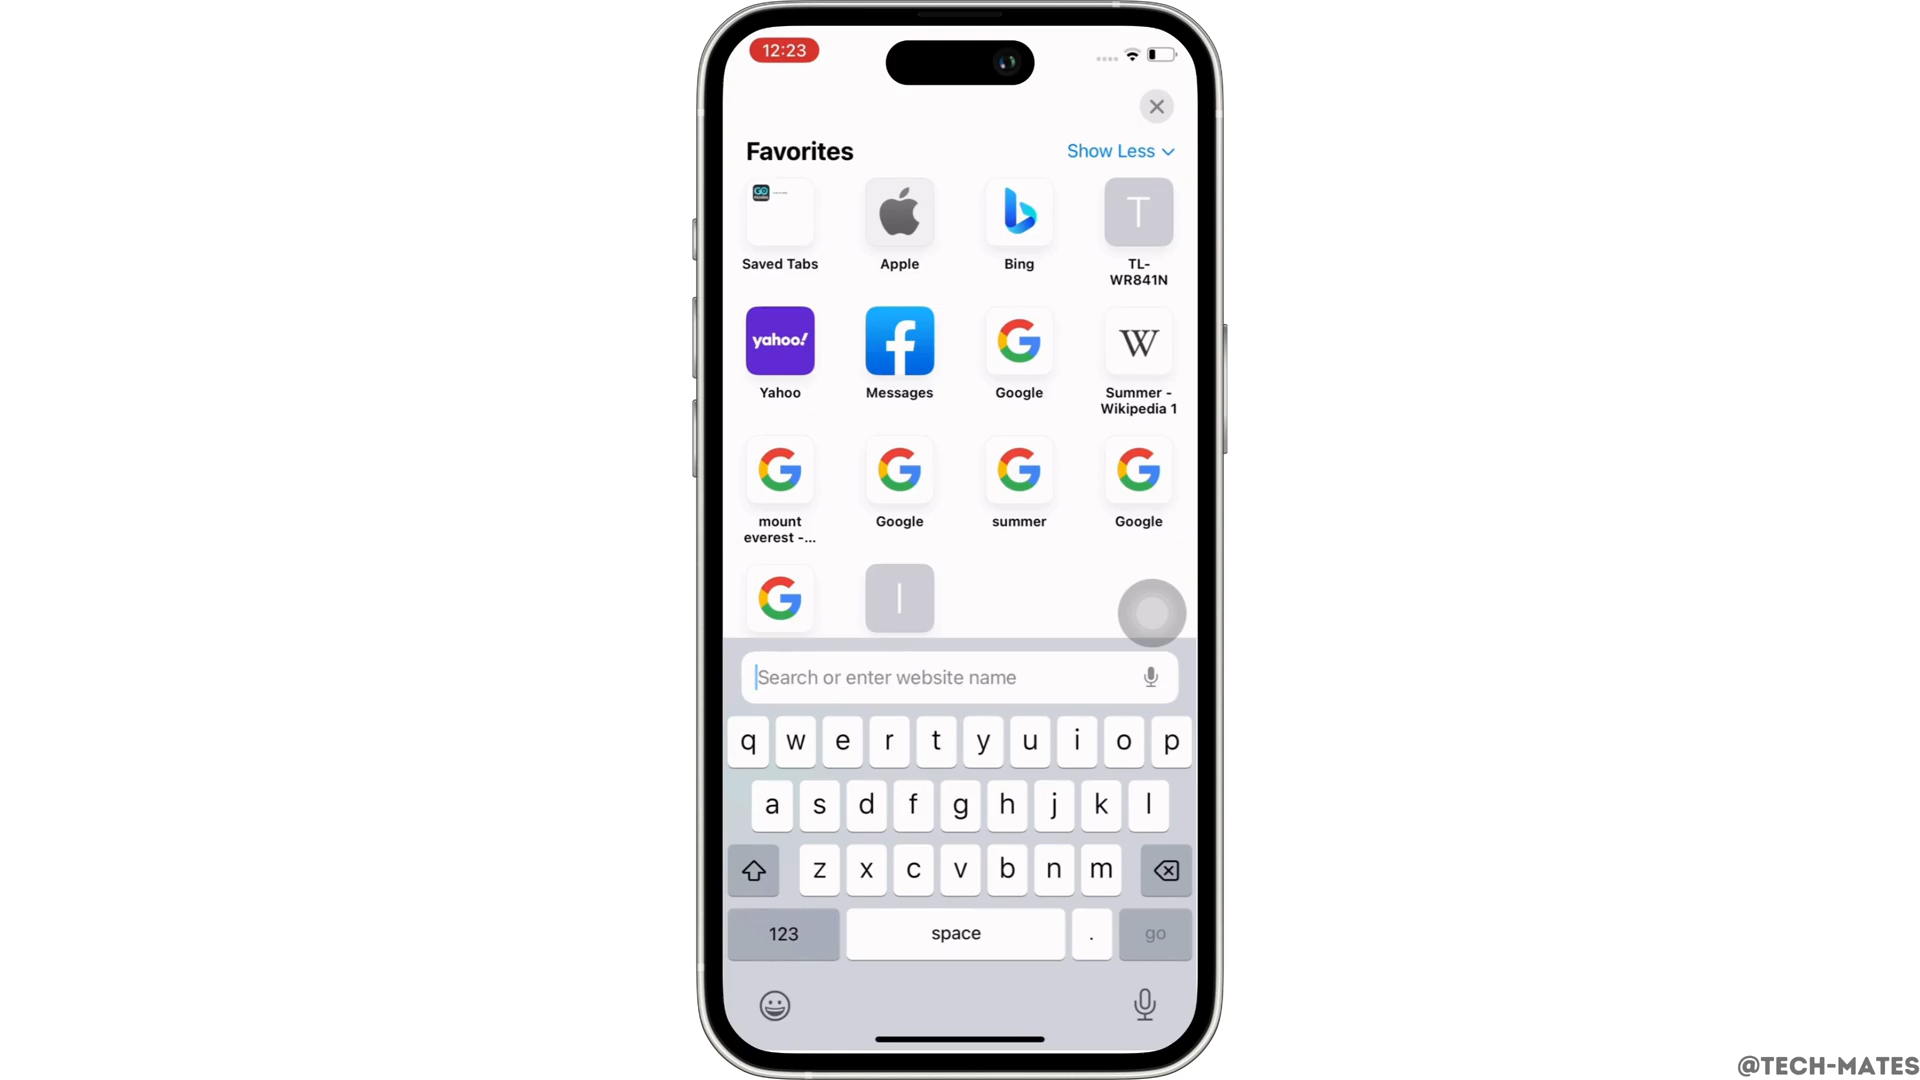 12:23
Favorites
Show Less
GO
Saved Tabs
Apple
Bing
T
TL-
WR841N
yahoo!
Yahoo
Messages
Google
W
Summer -
Wikipedia 1
mount
everest -...
Google
summer
Google
I
Search or enter website name
q w e r t y u i o p
a s d f g h j k l
z x c v b n m
123
space
.
go
@TECH-MATES